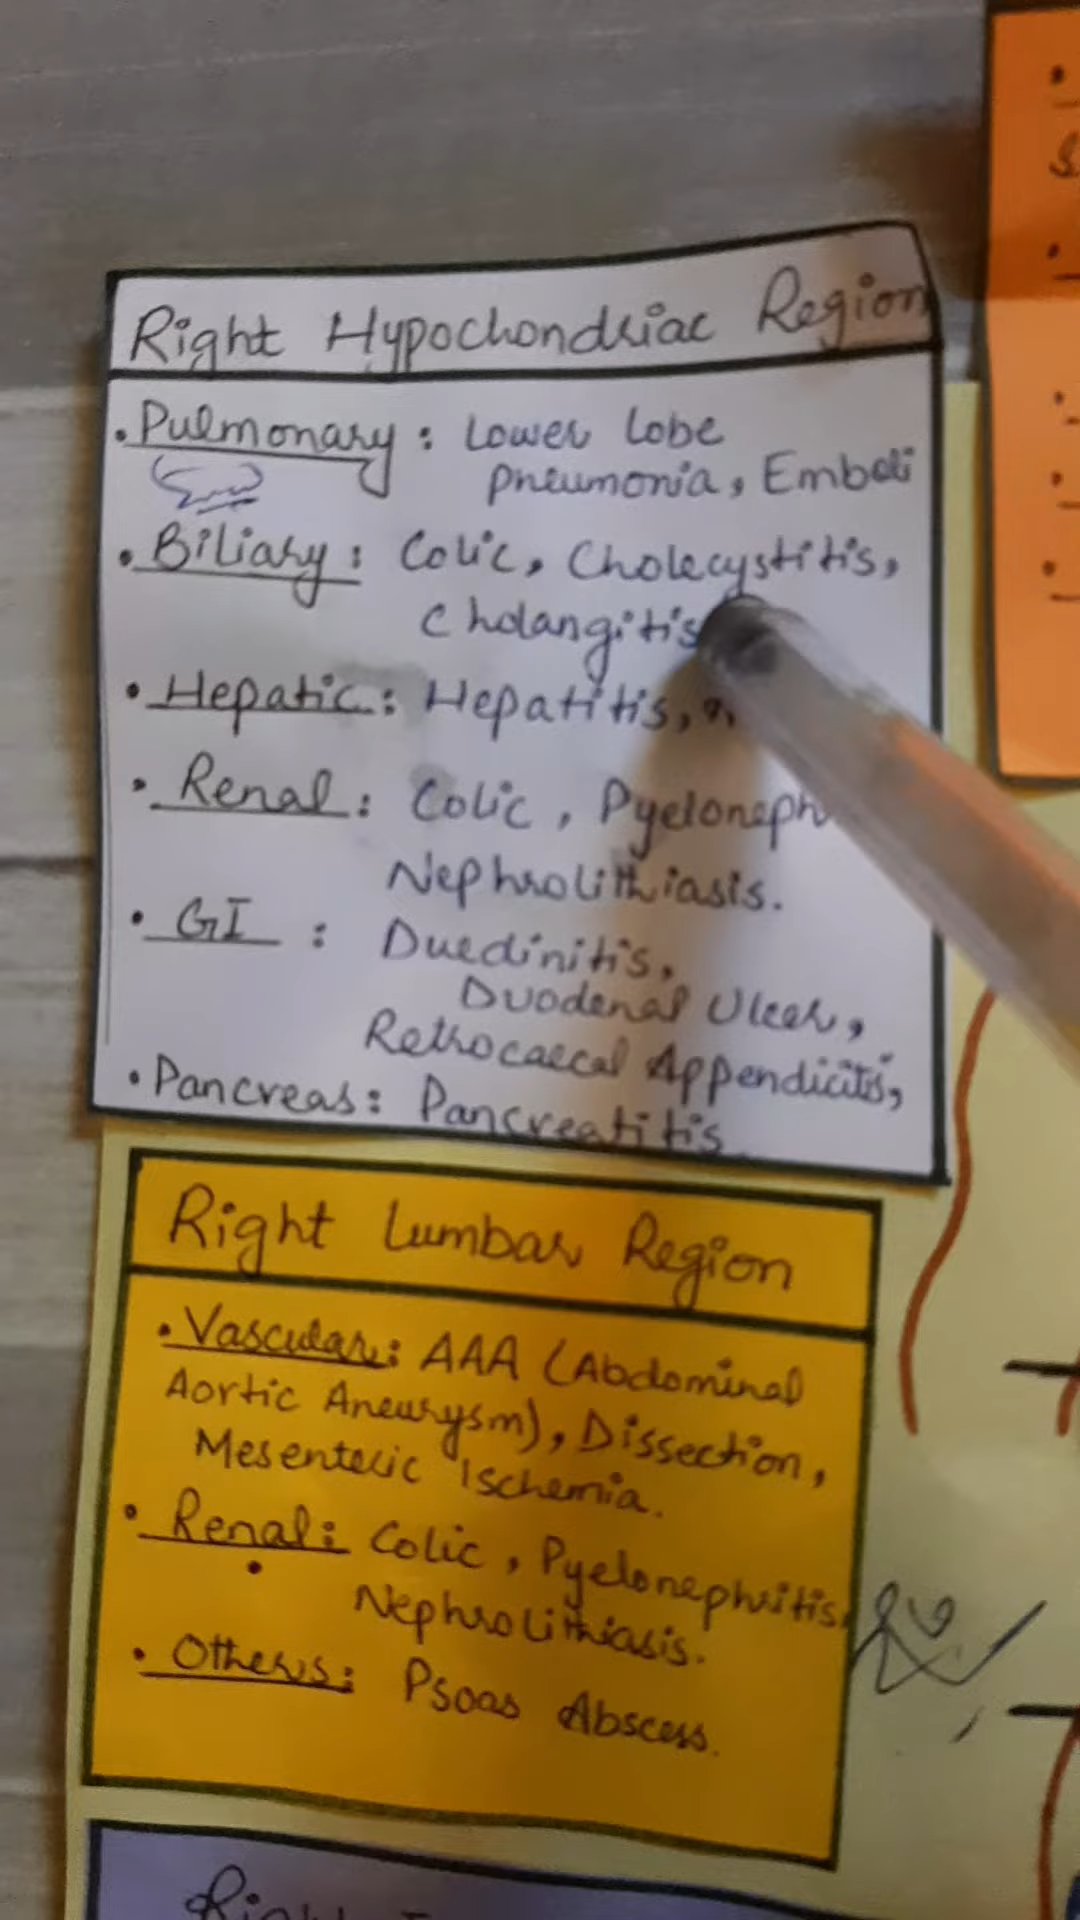 Right Hypochondriac Region
• Pulmonary: Lower Lobe
Pneumonia, Emboli
• Biliary: Colic, Cholecystitis,
Cholangitis
• Hepatic: Hepatitis,
• Renal: Colic, Pyeloneph
Nephrolithiasis.
• GI : Duedinitis,
Duodenal Ulcer,
Retrocaecal Appendicitis,
• Pancreas: Pancreatitis
Right Lumbar Region
• Vascular: AAA (Abdominal
Aortic Aneurysm), Dissection,
Mesenteric Ischemia.
• Renal: Colic, Pyelonephritis
Nephrolithiasis.
• Others: Psoas Abscess.
Right